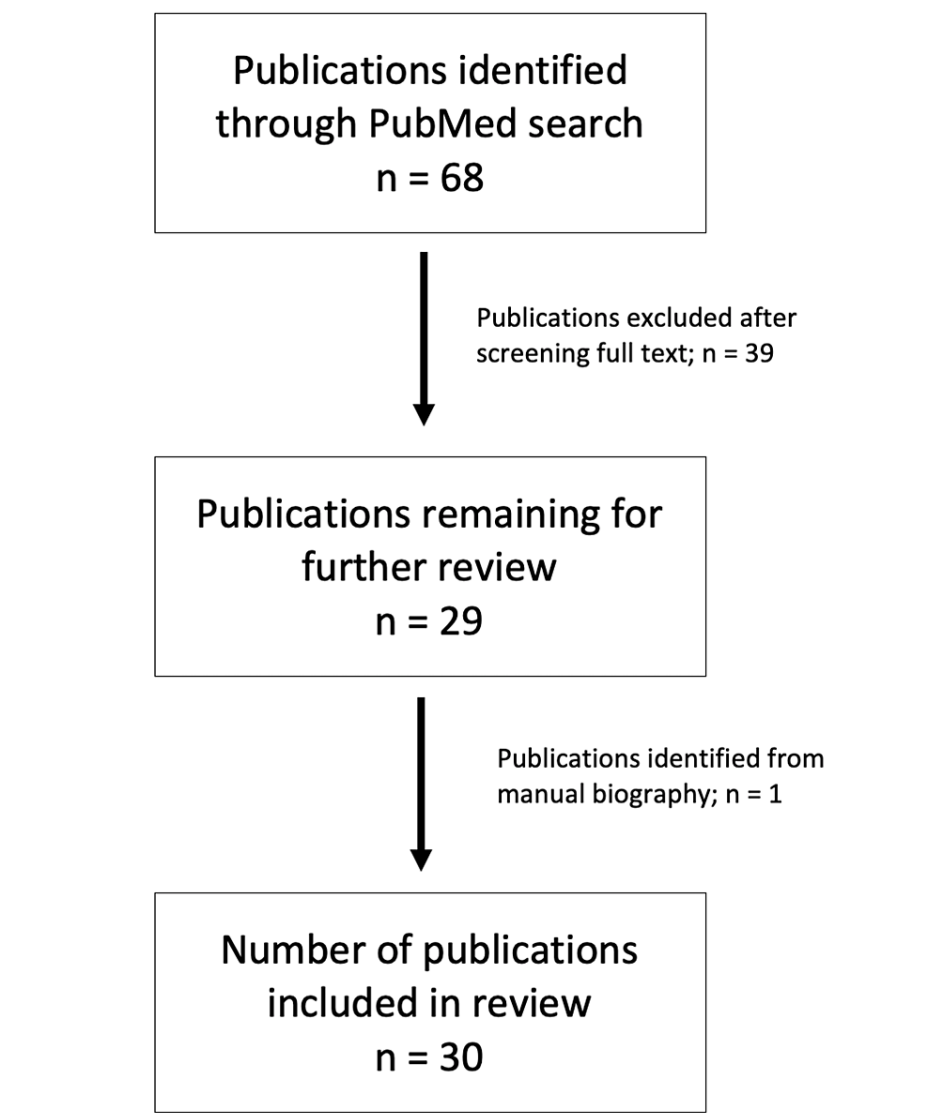 Publications identified
through PubMed search
n = 68
Publications excluded after
screening full text; n = 39
Publications remaining for
further review
n = 29
Publications identified from
manual biography; n = 1
Number of publications
included in review
n = 30